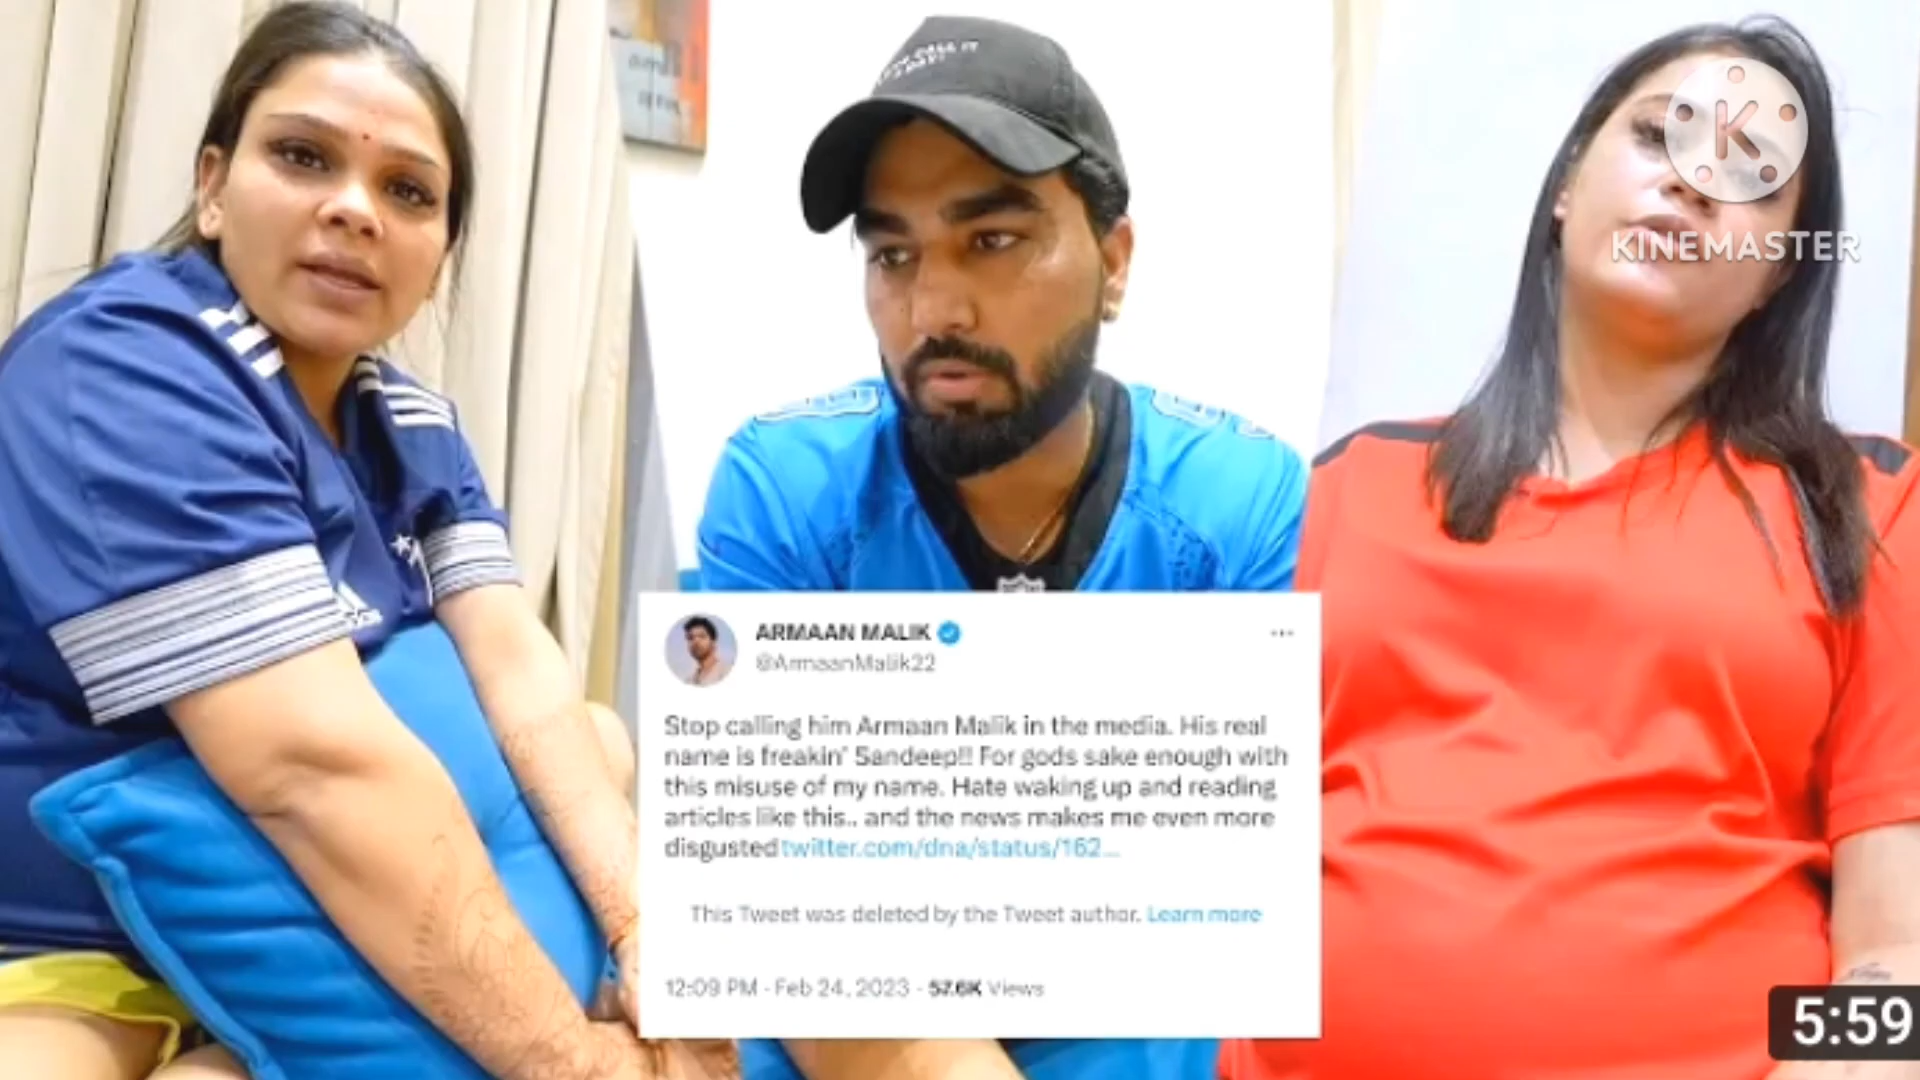 K
KINEMASTER
ARMAAN MALIK
@ArmaanMalik22
Stop calling him Armaan Malik in the media. His real
name is freakin' Sandeep!! For gods sake enough with
this misuse of my name. Hate waking up and reading
articles like this.. and the news makes me even more
disgusted twitter.com/dna/status/162...
This Tweet was deleted by the Tweet author. Learn more
12:09 PM · Feb 24, 2023 · 57.6K Views
5:59